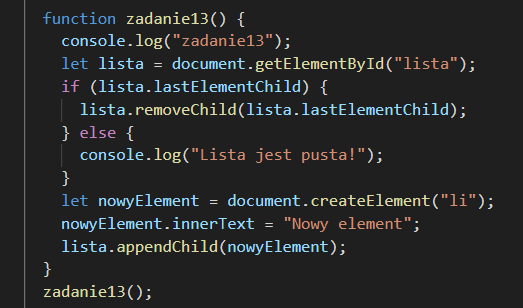 function zadanie13() {
console.log("zadanie13");
let lista = document.getElementById("lista");
if (lista.lastElementChild) {
lista.removeChild(lista.lastElementChild);
} else {
console.log("Lista jest pusta!");
}
let nowyElement = document.createElement("li");
nowyElement.innerText = "Nowy element";
lista.appendChild(nowyElement);
}
zadanie13();